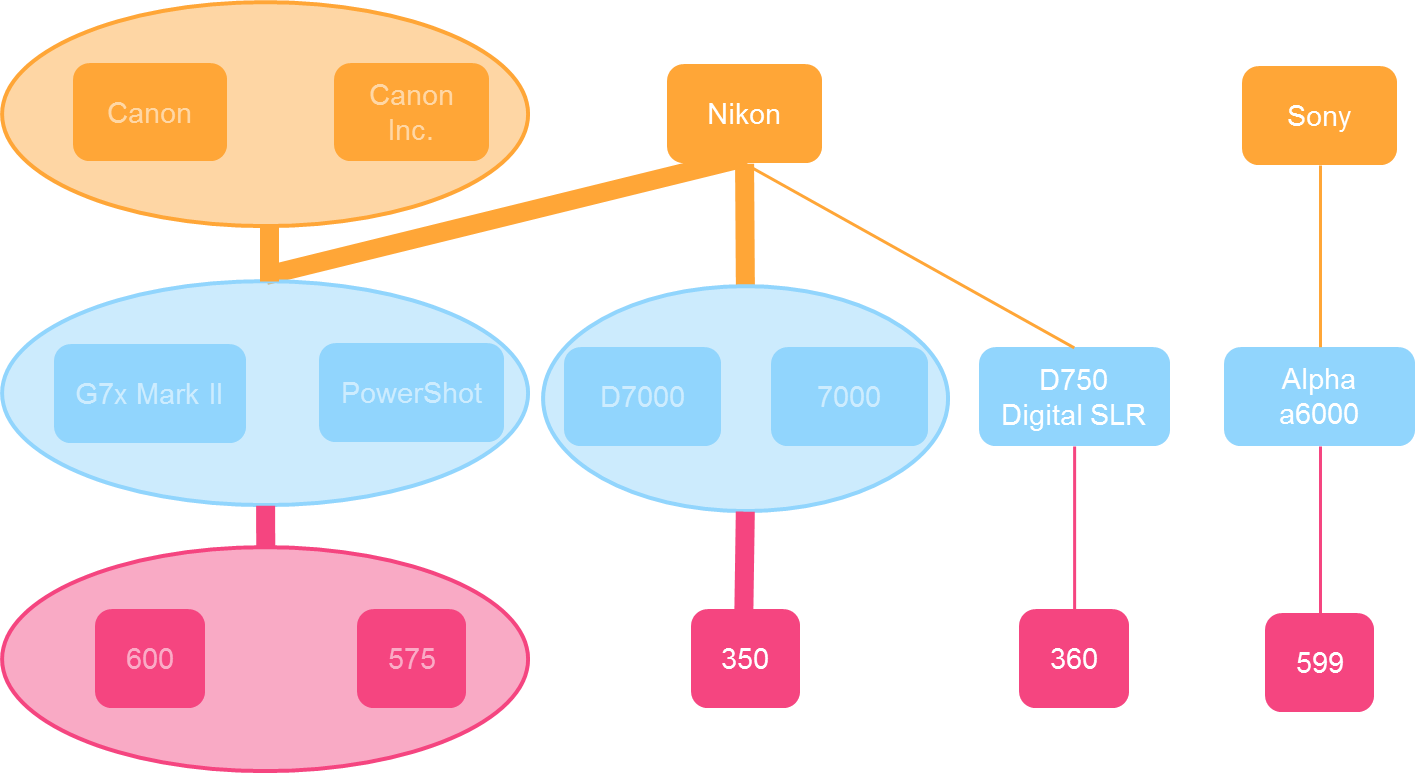 Canon
Canon
Inc.
Nikon
Sony
G7x Mark II
PowerShot
D7000
7000
D750
Digital SLR
Alpha
a6000
600
575
350
360
599